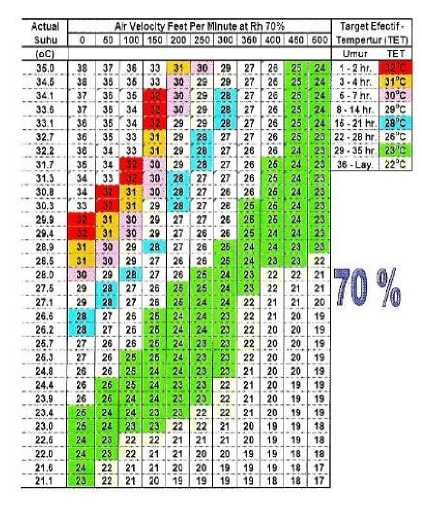 Actual Air Velocity Feet Per Minute at Rh 70% Target Efectif -
Suhu 0 50 100 150 200 250 300 350 400 450 500 Tempertur (TET)
(oC) Umur TET
35.0 38 37 36 33 31 30 29 27 26 25 24 1 - 2 hr. 32°C
34.5 38 36 35 33 30 29 29 27 26 25 24 3 - 4 hr. 31°C
34.1 37 36 35 32 30 29 28 27 26 25 24 5 - 7 hr. 30°C
33.6 37 35 34 32 30 29 28 27 26 25 24 8 - 14 hr. 29°C
33.1 36 35 34 32 29 29 28 27 26 25 24 15 - 21 hr. 28°C
32.7 36 35 33 31 29 28 27 27 26 25 24 22 - 28 hr. 26°C
32.2 36 34 33 31 29 28 27 26 26 25 24 29 - 35 hr. 23°C
31.7 35 34 32 30 29 28 27 26 25 24 24 36 - Lay. 22°C
31.3 34 33 32 30 28 27 27 26 25 24 23
30.8 34 32 31 30 28 27 26 26 25 24 23
30.3 33 32 31 29 28 27 26 25 25 24 23
29.9 32 31 30 29 27 27 26 25 24 24 23
29.4 32 31 30 29 27 26 26 25 24 24 23
28.9 31 30 29 28 27 26 25 24 24 23 23
28.5 31 30 29 27 26 26 25 24 23 23 22
28.0 30 29 28 27 26 25 24 23 22 22 21
27.5 29 28 27 26 25 25 24 23 22 21 21
27.1 29 28 27 26 25 24 23 22 21 21 20
26.6 28 27 26 25 24 24 23 22 21 20 19
26.2 28 27 26 25 24 23 23 22 21 20 19
25.7 27 26 26 25 24 23 22 22 21 20 19
25.3 27 26 25 25 24 23 22 21 21 20 19
24.8 26 26 25 24 24 23 23 21 20 20 19
24.4 26 25 25 24 23 23 22 21 20 19 19
23.9 26 25 24 24 23 23 22 21 20 19 19
23.4 25 24 24 23 23 22 22 21 20 19 19
23.0 25 24 23 23 22 22 21 20 19 19 18
22.5 24 23 22 22 21 21 20 20 19 19 18
22.0 24 23 22 21 21 20 20 19 19 18 18
21.6 24 22 21 21 20 20 19 19 19 18 17
21.1 23 22 21 20 19 19 19 19 18 18 17
70 %